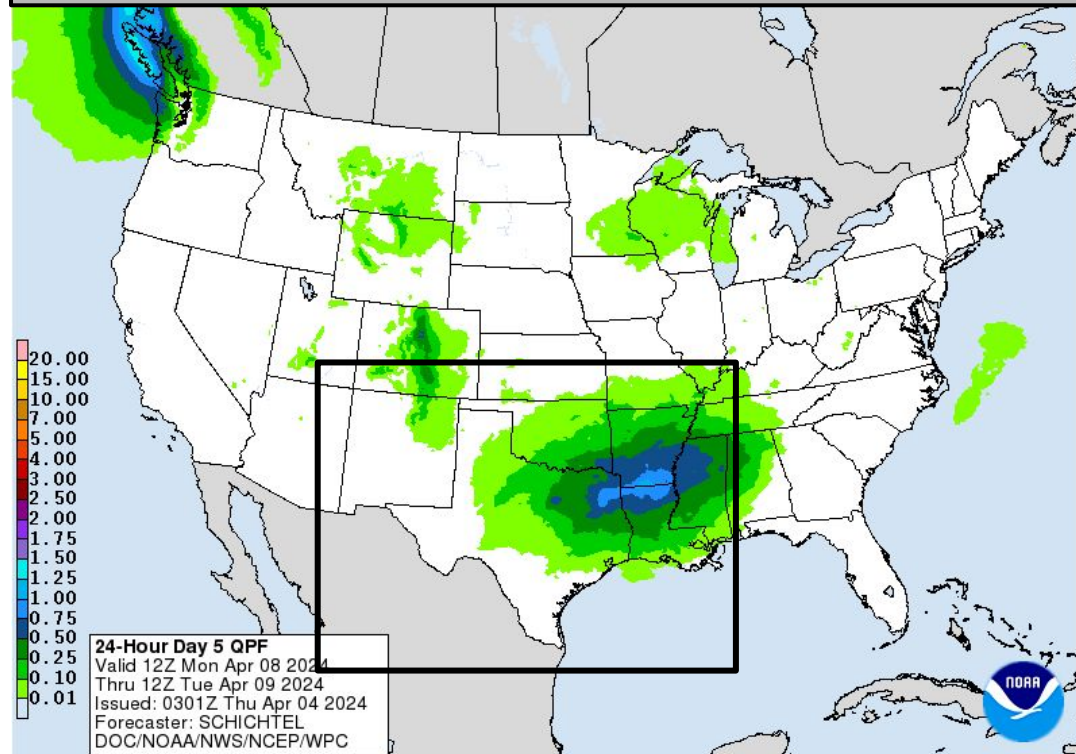 20.00
15.00
10.00
7.00
5.00
4.00
3.00
2.50
2.00
1.75
1.50
1.25
1.00
0.75
0.50
0.25
0.10
0.01
24-Hour Day 5 QPF
Valid 12Z Mon Apr 08 2024
Thru 12Z Tue Apr 09 2024
Issued: 0301Z Thu Apr 04 2024
Forecaster: SCHICHTEL
DOC/NOAA/NWS/NCEP/WPC
NOAA